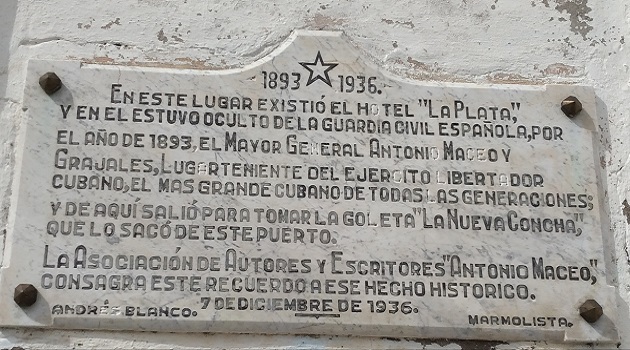 1893 ☆ 1936.
EN ESTE LUGAR EXISTIÓ EL HOTEL "LA PLATA",
Y EN EL ESTUVO OCULTO DE LA GUARDIA CIVIL ESPAÑOLA, POR
EL AÑO DE 1893, EL MAYOR GENERAL ANTONIO MACEO Y
GRAJALES, LUGARTENIENTE DEL EJERCITO LIBERTADOR
CUBANO, EL MAS GRANDE CUBANO DE TODAS LAS GENERACIONES;
Y DE AQUÍ SALIÓ PARA TOMAR LA GOLETA "LA NUEVA CONCHA",
QUE LO SACÓ DE ESTE PUERTO.
LA ASOCIACIÓN DE AUTORES Y ESCRITORES "ANTONIO MACEO",
CONSAGRA ESTE RECUERDO A ESE HECHO HISTORICO.
7 DE DICIEMBRE DE 1936.
ANDRÉS BLANCO. MARMOLISTA.